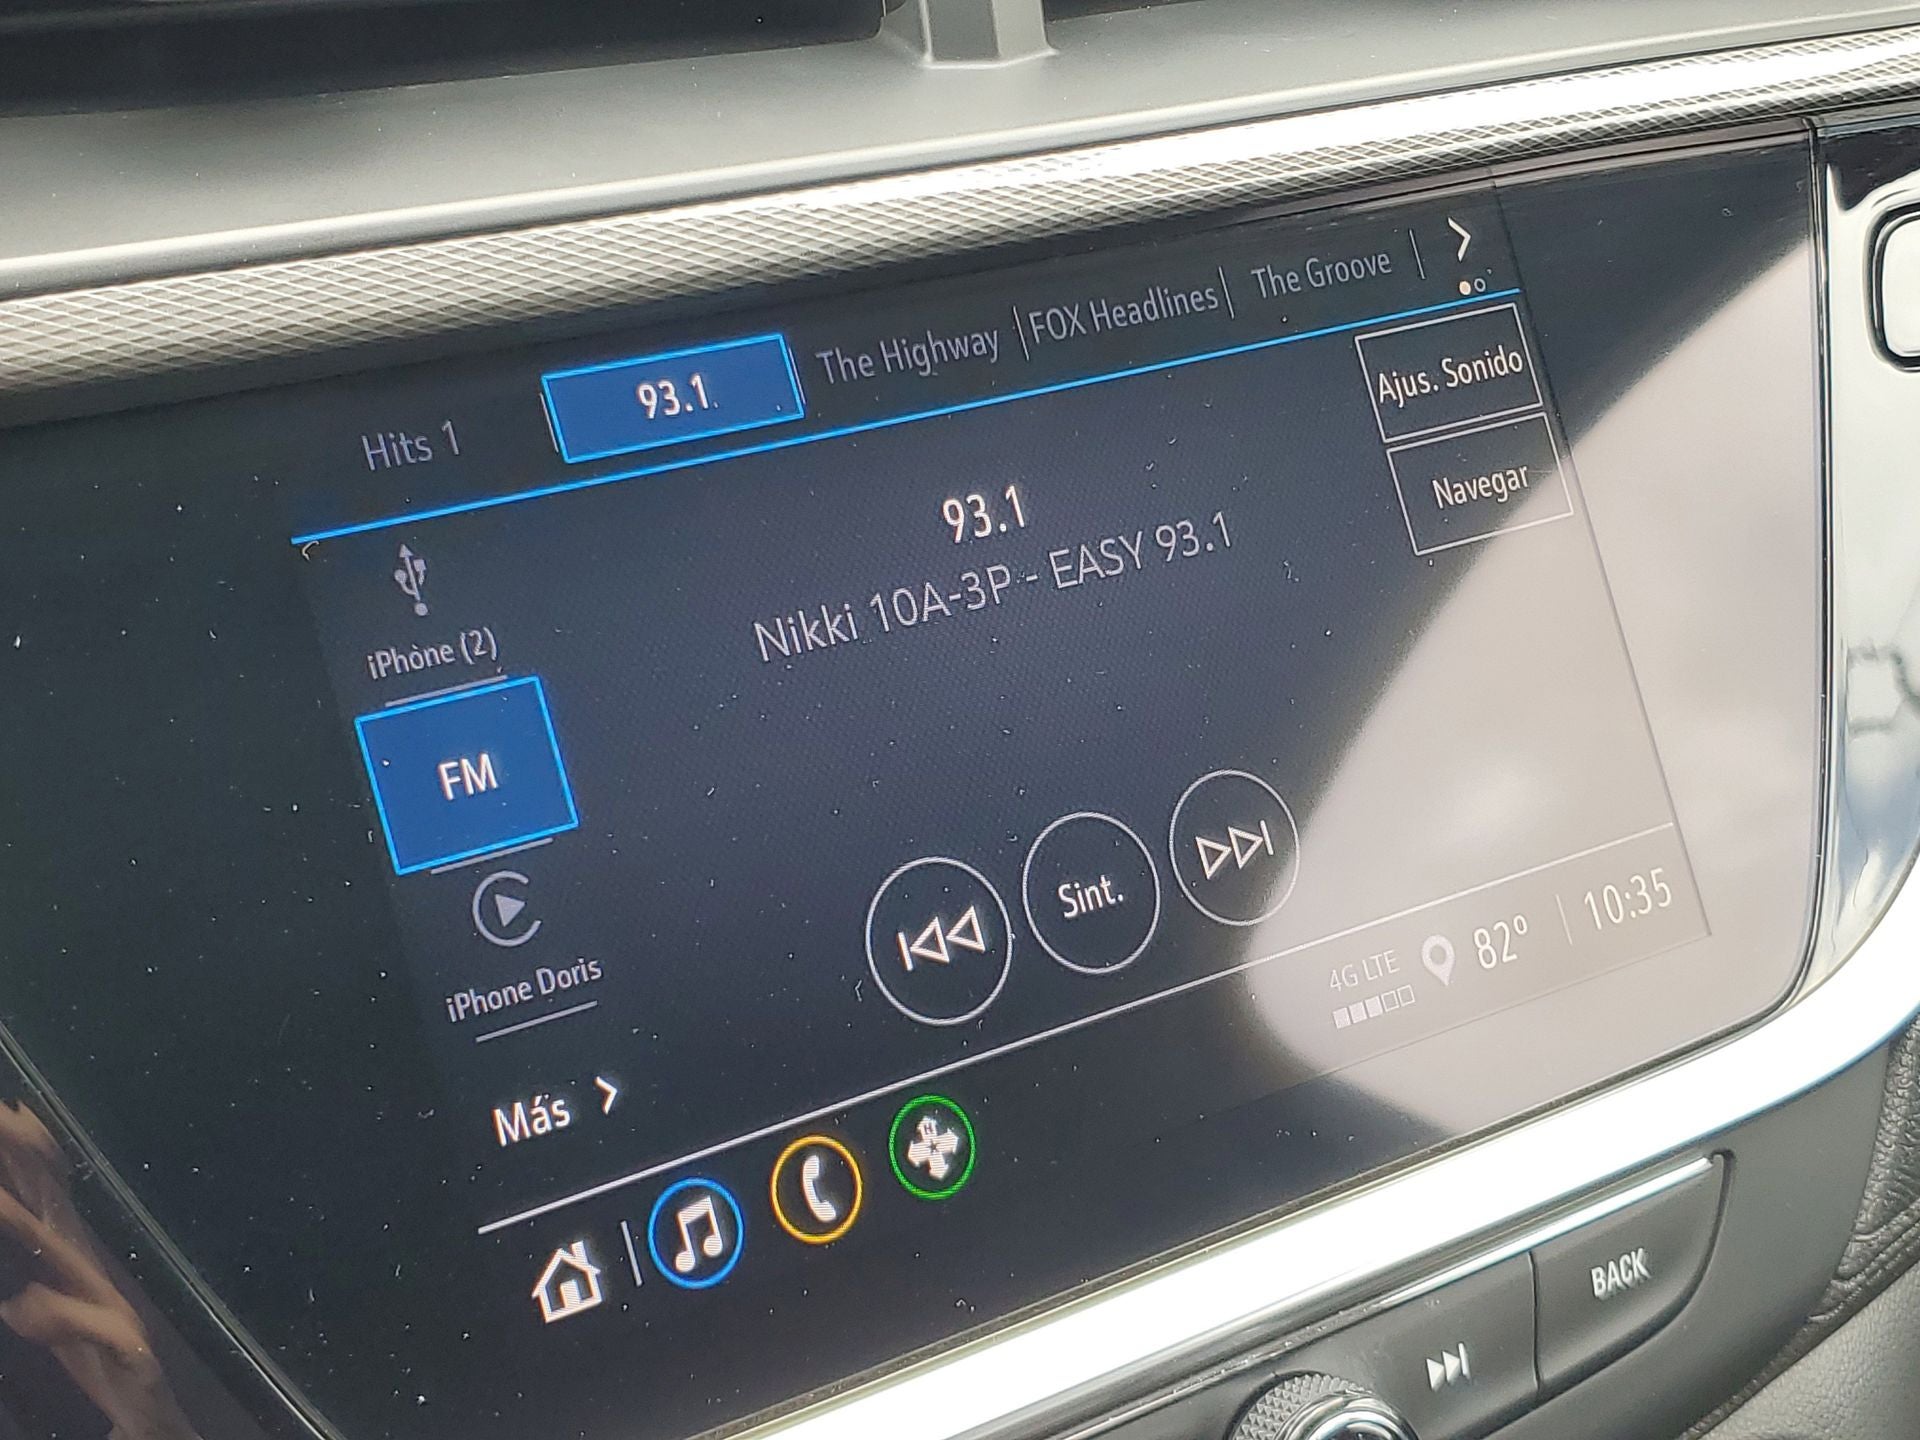 Hits 1
93.1
The Highway
FOX Headlines
The Groove
Ajus. Sonido
Navegar
93.1
Nikki 10A-3P - EASY 93.1
iPhone (2)
FM
iPhone Doris
Más
Sint.
4G LTE
82°
10:35
H
BACK